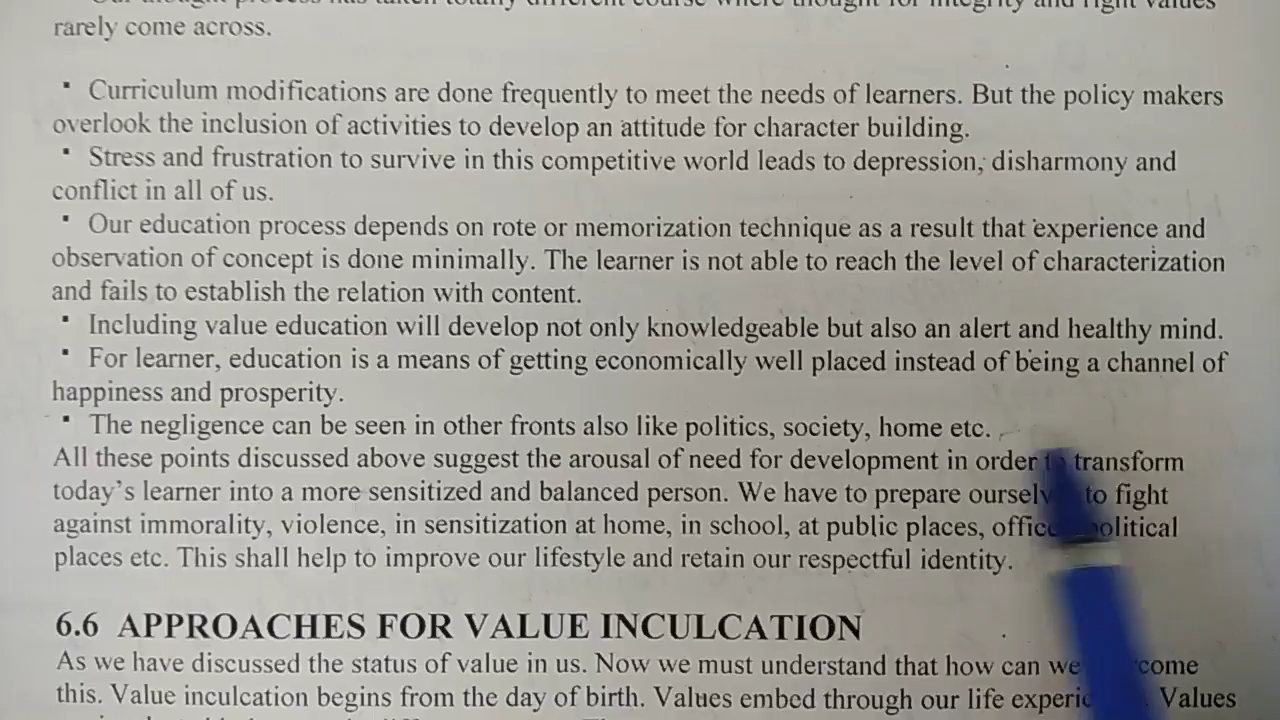 rarely come across.
▪ Curriculum modifications are done frequently to meet the needs of learners. But the policy makers
overlook the inclusion of activities to develop an attitude for character building.
▪ Stress and frustration to survive in this competitive world leads to depression, disharmony and
conflict in all of us.
▪ Our education process depends on rote or memorization technique as a result that experience and
observation of concept is done minimally. The learner is not able to reach the level of characterization
and fails to establish the relation with content.
▪ Including value education will develop not only knowledgeable but also an alert and healthy mind.
▪ For learner, education is a means of getting economically well placed instead of being a channel of
happiness and prosperity.
▪ The negligence can be seen in other fronts also like politics, society, home etc.
All these points discussed above suggest the arousal of need for development in order transform
today's learner into a more sensitized and balanced person. We have to prepare to fight
against immorality, violence, in sensitization at home, in school, at public places,
places etc. This shall help to improve our lifestyle and retain our respectful identity.
6.6 APPROACHES FOR VALUE INCULCATION
As we have discussed the status of value in us. Now we must understand that how can we
this. Value inculcation begins from the day of birth. Values embed through our life Values